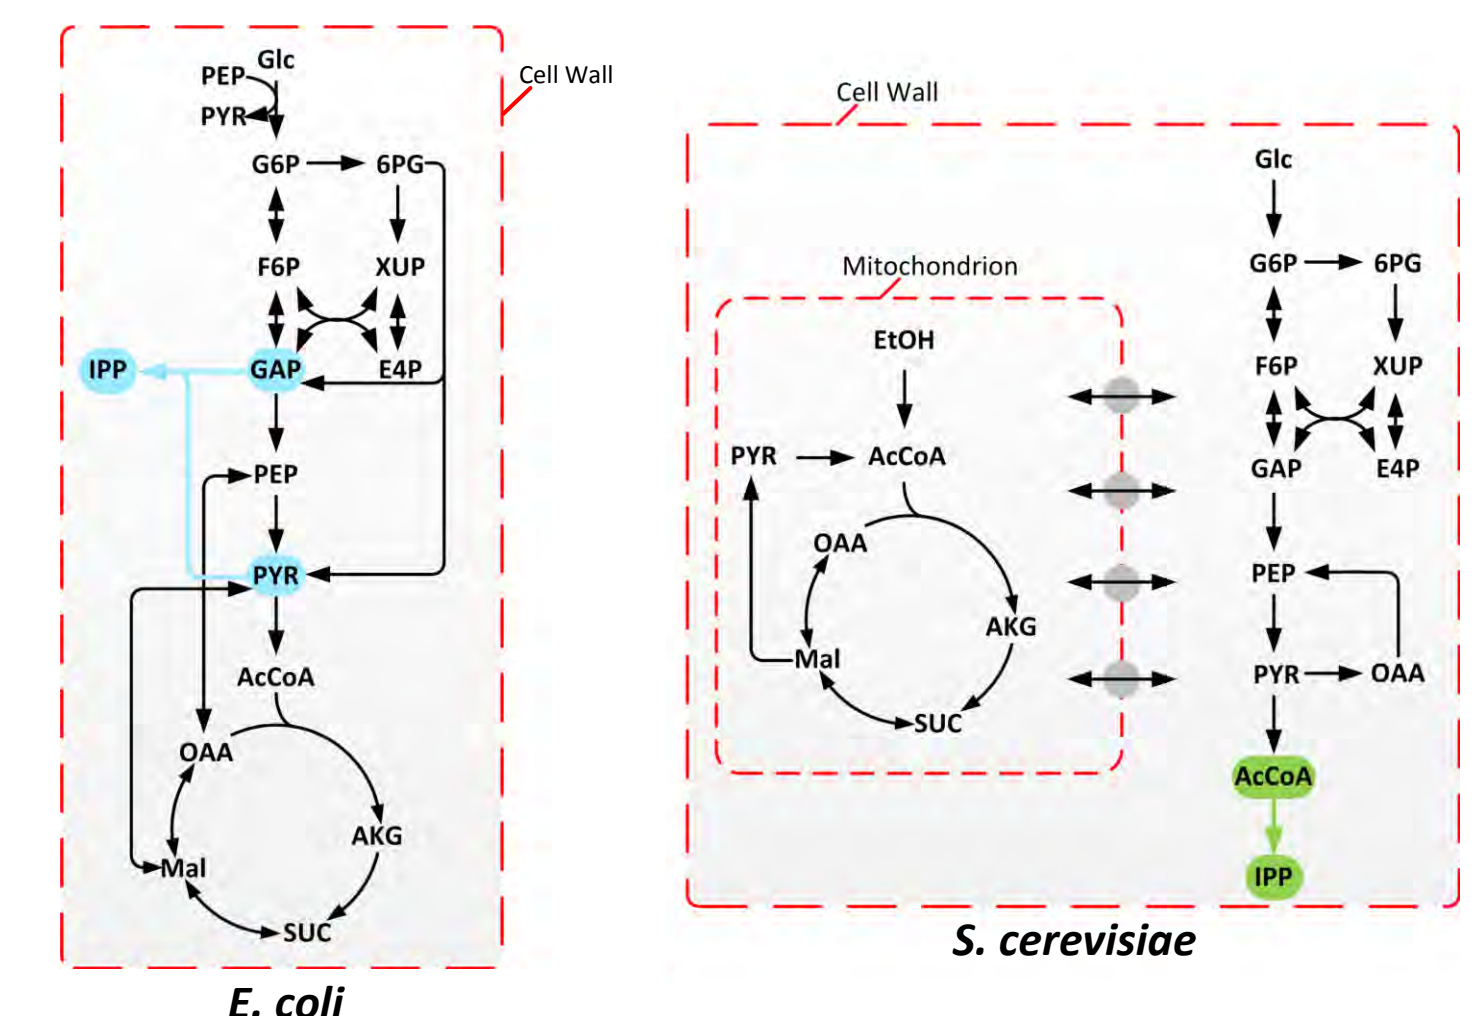 Glc
PEP
PYR
Cell Wall
G6P
6PG
F6P
XUP
IPP
GAP
E4P
PEP
PYR
AcCoA
OAA
AKG
Mal
SUC
E. coli
Cell Wall
Glc
G6P
6PG
Mitochondrion
EtOH
F6P
XUP
PYR
AcCoA
GAP
E4P
OAA
PEP
AKG
Mal
PYR
OAA
SUC
AcCoA
IPP
S. cerevisiae